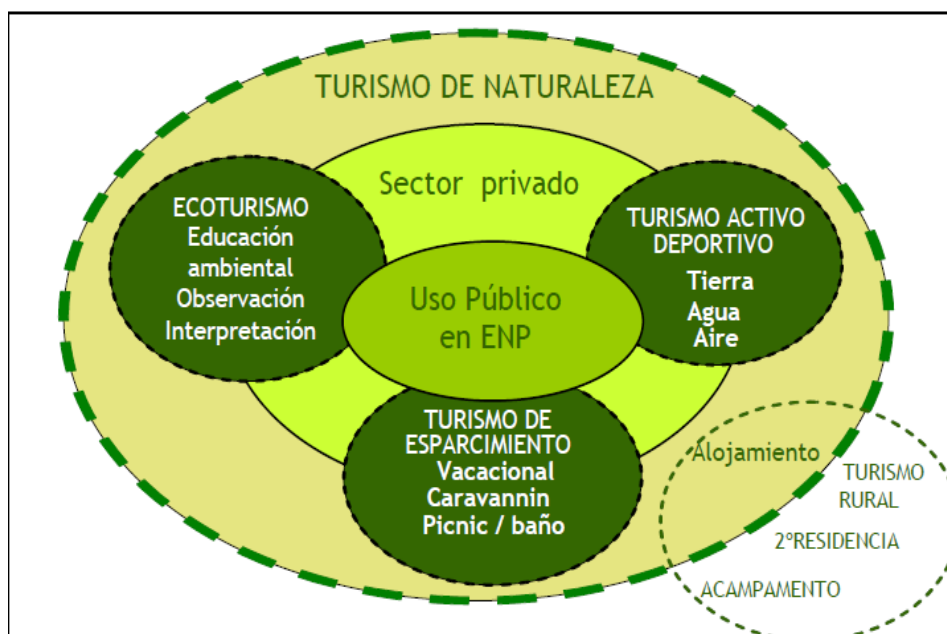 TURISMO DE NATURALEZA
Sector privado
ECOTURISMO
Educación
ambiental
Observación
Interpretación
TURISMO ACTIVO
DEPORTIVO
Tierra
Agua
Aire
Uso Público
en ENP
TURISMO DE
ESPARCIMIENTO
Vacacional
Caravannin
Picnic / baño
Alojamiento
TURISMO
RURAL
2ºRESIDENCIA
ACAMPAMENTO